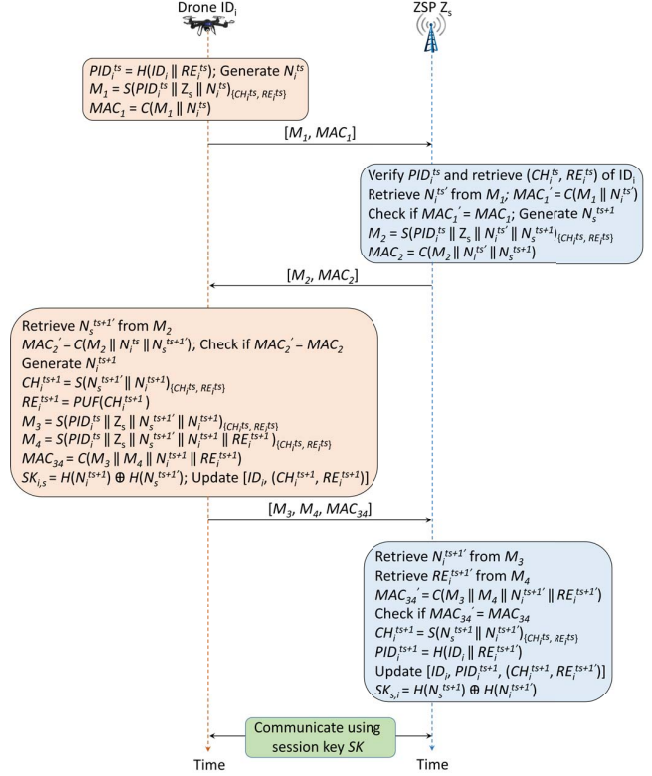 Drone IDᵢ
ZSP Zₛ
PIDᵢᵗˢ = H(IDᵢ ‖ REᵢᵗˢ); Generate Nᵢᵗˢ
M₁ = S(PIDᵢᵗˢ ‖ Zₛ ‖ Nᵢᵗˢ)_{CHᵢts, REᵢts}
MAC₁ = C(M₁ ‖ Nᵢᵗˢ)
[M₁, MAC₁]
Verify PIDᵢᵗˢ and retrieve (CHᵢᵗˢ, REᵢᵗˢ) of IDᵢ
Retrieve Nᵢᵗˢ′ from M₁; MAC₁′ = C(M₁ ‖ Nᵢᵗˢ′)
Check if MAC₁′ = MAC₁; Generate Nₛᵗˢ⁺¹
M₂ = S(PIDᵢᵗˢ ‖ Zₛ ‖ Nᵢᵗˢ′ ‖ Nₛᵗˢ⁺¹)_{CHᵢts, REᵢts}
MAC₂ = C(M₂ ‖ Nᵢᵗˢ′ ‖ Nₛᵗˢ⁺¹)
[M₂, MAC₂]
Retrieve Nₛᵗˢ⁺¹′ from M₂
MAC₂′ = C(M₂ ‖ Nᵢᵗˢ ‖ Nₛᵗˢ⁺¹′), Check if MAC₂′ = MAC₂
Generate Nᵢᵗˢ⁺¹
CHᵢᵗˢ⁺¹ = S(Nₛᵗˢ⁺¹′ ‖ Nᵢᵗˢ⁺¹)_{CHᵢts, REᵢts}
REᵢᵗˢ⁺¹ = PUF(CHᵢᵗˢ⁺¹)
M₃ = S(PIDᵢᵗˢ ‖ Zₛ ‖ Nₛᵗˢ⁺¹′ ‖ Nᵢᵗˢ⁺¹)_{CHᵢts, REᵢts}
M₄ = S(PIDᵢᵗˢ ‖ Zₛ ‖ Nₛᵗˢ⁺¹′ ‖ Nᵢᵗˢ⁺¹ ‖ REᵢᵗˢ⁺¹)_{CHᵢts, REᵢts}
MAC₃₄ = C(M₃ ‖ M₄ ‖ Nᵢᵗˢ⁺¹ ‖ REᵢᵗˢ⁺¹)
SKᵢ,ₛ = H(Nᵢᵗˢ⁺¹) ⊕ H(Nₛᵗˢ⁺¹′); Update [IDᵢ, (CHᵢᵗˢ⁺¹, REᵢᵗˢ⁺¹)]
[M₃, M₄, MAC₃₄]
Retrieve Nᵢᵗˢ⁺¹′ from M₃
Retrieve REᵢᵗˢ⁺¹′ from M₄
MAC₃₄′ = C(M₃ ‖ M₄ ‖ Nᵢᵗˢ⁺¹′ ‖ REᵢᵗˢ⁺¹′)
Check if MAC₃₄′ = MAC₃₄
CHᵢᵗˢ⁺¹ = S(Nₛᵗˢ⁺¹ ‖ Nᵢᵗˢ⁺¹′)_{CHᵢts, REᵢts}
PIDᵢᵗˢ⁺¹ = H(IDᵢ ‖ REᵢᵗˢ⁺¹′)
Update [IDᵢ, PIDᵢᵗˢ⁺¹, (CHᵢᵗˢ⁺¹, REᵢᵗˢ⁺¹′)]
SKₛ,ᵢ = H(Nₛᵗˢ⁺¹) ⊕ H(Nᵢᵗˢ⁺¹′)
Communicate using
session key SK
Time
Time